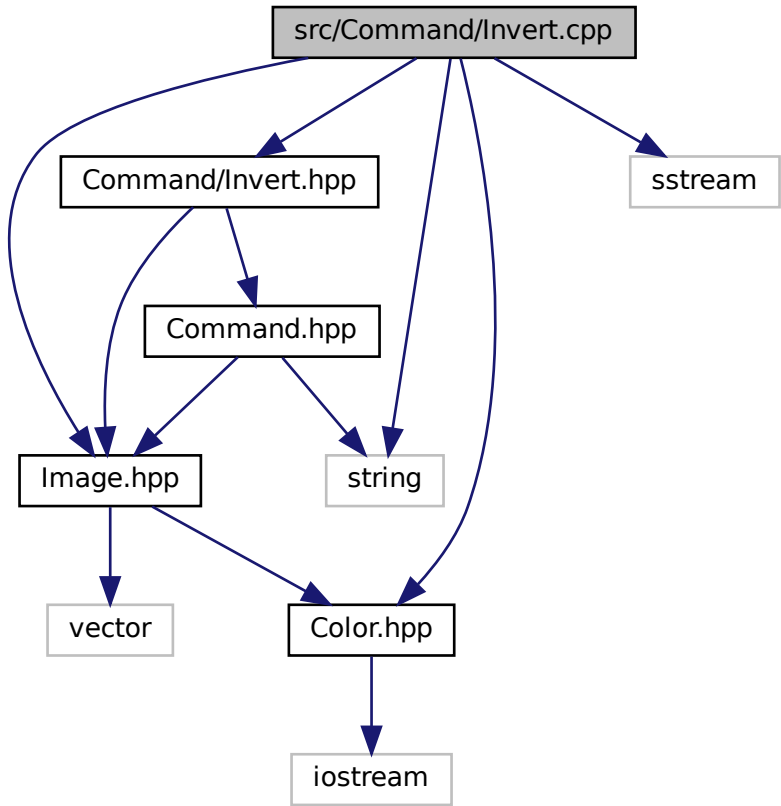 src/Command/Invert.cpp
Command/Invert.hpp
sstream
Command.hpp
Image.hpp
string
vector
Color.hpp
iostream